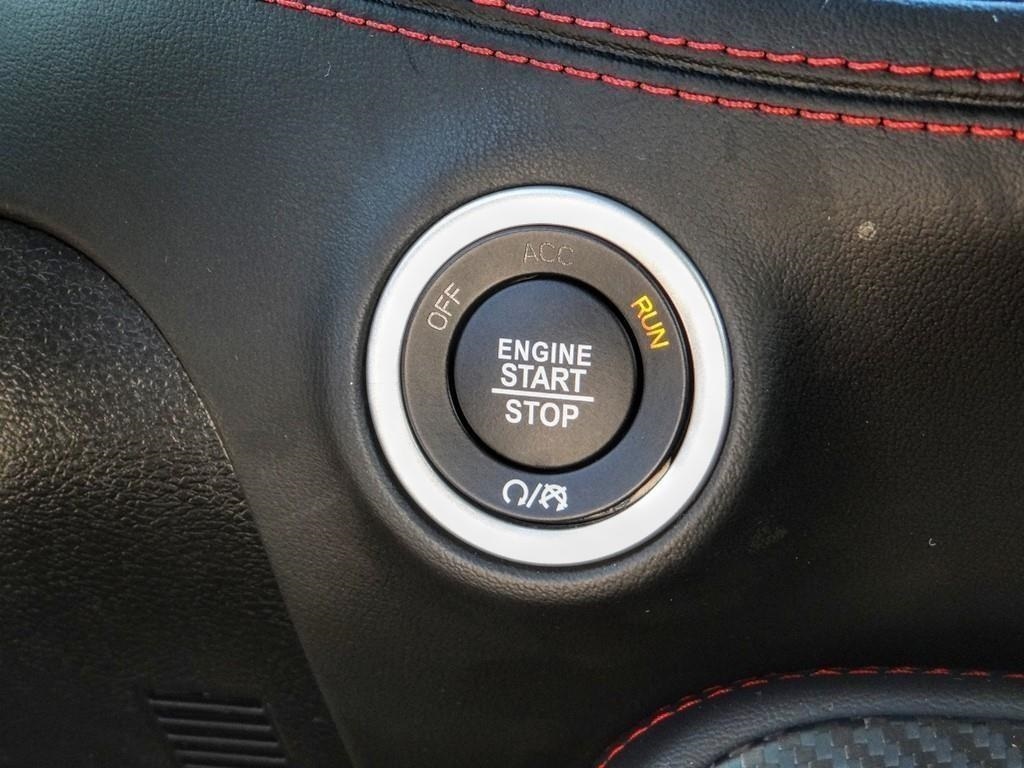 ACC
OFF
RUN
ENGINE
START
STOP